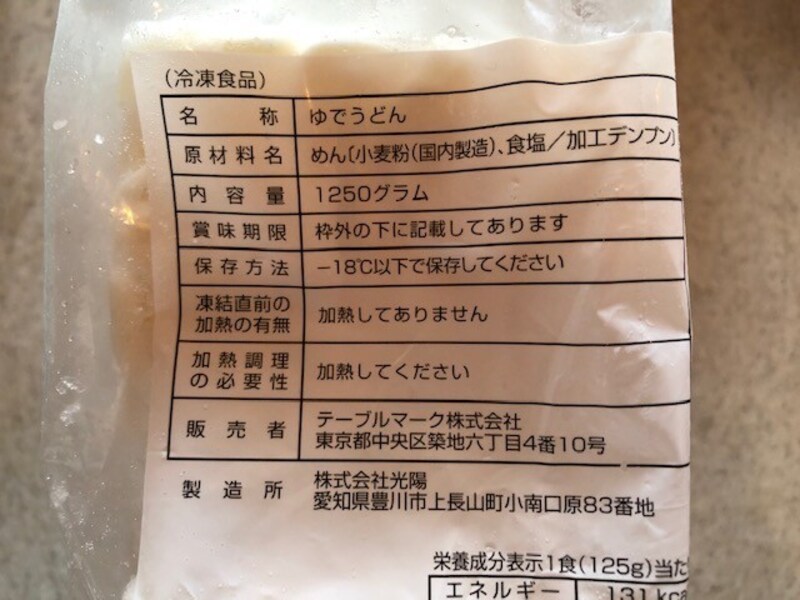 (冷凍食品)
名称 ゆでうどん
原材料名 めん〔小麦粉(国内製造)、食塩/加工デンプン〕
内容量 1250グラム
賞味期限 枠外の下に記載してあります
保存方法 −18℃以下で保存してください
凍結直前の
加熱の有無 加熱してありません
加熱調理
の必要性 加熱してください
販売者 テーブルマーク株式会社
東京都中央区築地六丁目4番10号
製造所 株式会社光陽
愛知県豊川市上長山町小南口原83番地
栄養成分表示1食(125g)当た
エネルギー 131 kca